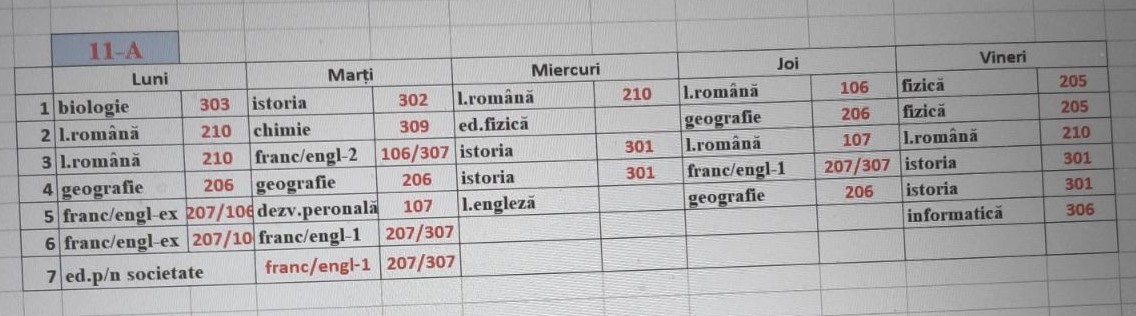 11-A
Luni Marți Miercuri Joi Vineri
1 biologie 303 istoria 302 l.română 210 l.română 106 fizică 205
2 l.română 210 chimie 309 ed.fizică geografie 206 fizică 205
3 l.română 210 franc/engl-2 106/307 istoria 301 l.română 107 l.română 210
4 geografie 206 geografie 206 istoria 301 franc/engl-1 207/307 istoria 301
5 franc/engl-ex 207/106 dezv.peronală 107 l.engleză geografie 206 istoria 301
6 franc/engl-ex 207/10 franc/engl-1 207/307 informatică 306
7 ed.p/n societate franc/engl-1 207/307